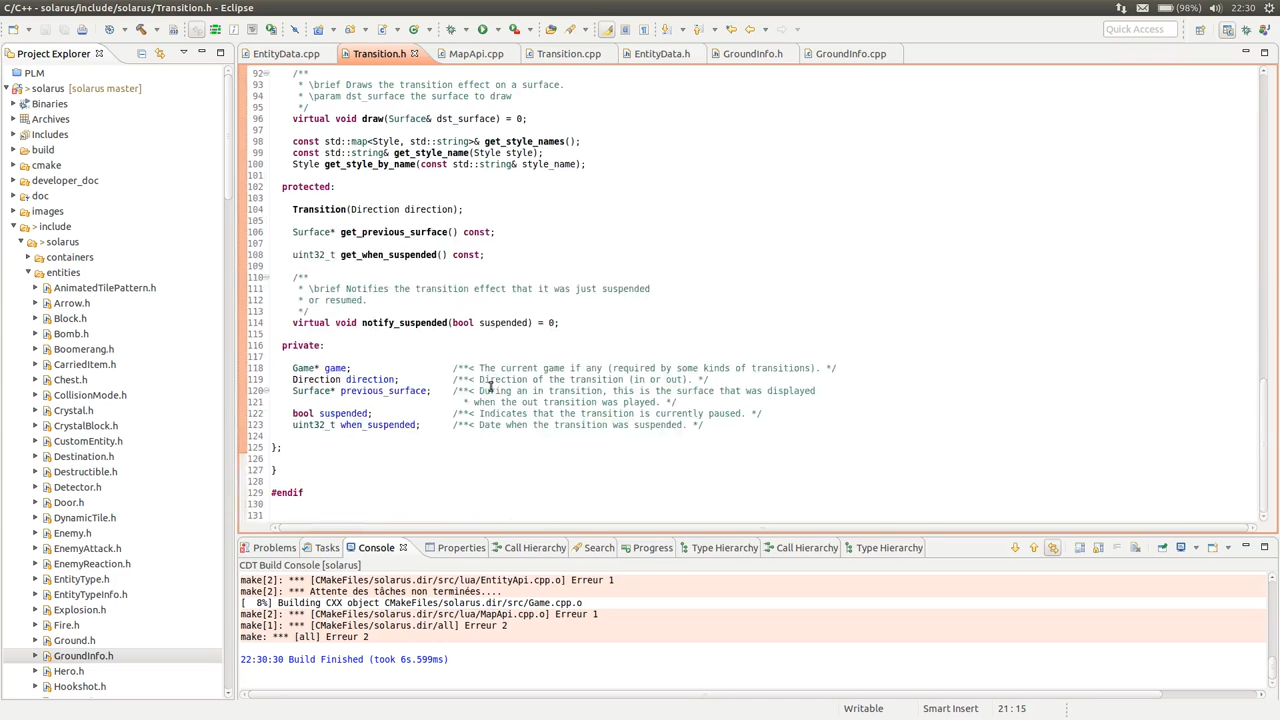 C/C++ - solarus/include/solarus/Transition.h - Eclipse
(98%)
22:30
Quick Access
Project Explorer
EntityData.cpp
Transition.h
MapApi.cpp
Transition.cpp
EntityData.h
GroundInfo.h
GroundInfo.cpp
PLM
> solarus [solarus master]
Binaries
Archives
Includes
build
cmake
developer_doc
doc
images
> include
> solarus
containers
entities
AnimatedTilePattern.h
Arrow.h
Block.h
Bomb.h
Boomerang.h
CarriedItem.h
Chest.h
CollisionMode.h
Crystal.h
CrystalBlock.h
CustomEntity.h
Destination.h
Destructible.h
Detector.h
Door.h
DynamicTile.h
Enemy.h
EnemyAttack.h
EnemyReaction.h
EntityType.h
EntityTypeInfo.h
Explosion.h
Fire.h
Ground.h
GroundInfo.h
Hero.h
Hookshot.h
92 /**
93 * \brief Draws the transition effect on a surface.
94 * \param dst_surface the surface to draw
95 */
96 virtual void draw(Surface& dst_surface) = 0;
97
98 const std::map<Style, std::string>& get_style_names();
99 const std::string& get_style_name(Style style);
100 Style get_style_by_name(const std::string& style_name);
101
102 protected:
103
104 Transition(Direction direction);
105
106 Surface* get_previous_surface() const;
107
108 uint32_t get_when_suspended() const;
109
110 /**
111 * \brief Notifies the transition effect that it was just suspended
112 * or resumed.
113 */
114 virtual void notify_suspended(bool suspended) = 0;
115
116 private:
117
118 Game* game; /**< The current game if any (required by some kinds of transitions). */
119 Direction direction; /**< Direction of the transition (in or out). */
120 Surface* previous_surface; /**< During an in transition, this is the surface that was displayed
121 * when the out transition was played. */
122 bool suspended; /**< Indicates that the transition is currently paused. */
123 uint32_t when_suspended; /**< Date when the transition was suspended. */
124
125 };
126
127 }
128
129 #endif
130
131
Problems
Tasks
Console
Properties
Call Hierarchy
Search
Progress
Type Hierarchy
Call Hierarchy
Type Hierarchy
CDT Build Console [solarus]
make[2]: *** [CMakeFiles/solarus.dir/src/lua/EntityApi.cpp.o] Erreur 1
make[2]: *** Attente des tâches non terminées....
[  8%] Building CXX object CMakeFiles/solarus.dir/src/Game.cpp.o
make[2]: *** [CMakeFiles/solarus.dir/src/lua/MapApi.cpp.o] Erreur 1
make[1]: *** [CMakeFiles/solarus.dir/all] Erreur 2
make: *** [all] Erreur 2
22:30:30 Build Finished (took 6s.599ms)
Writable
Smart Insert
21 : 15